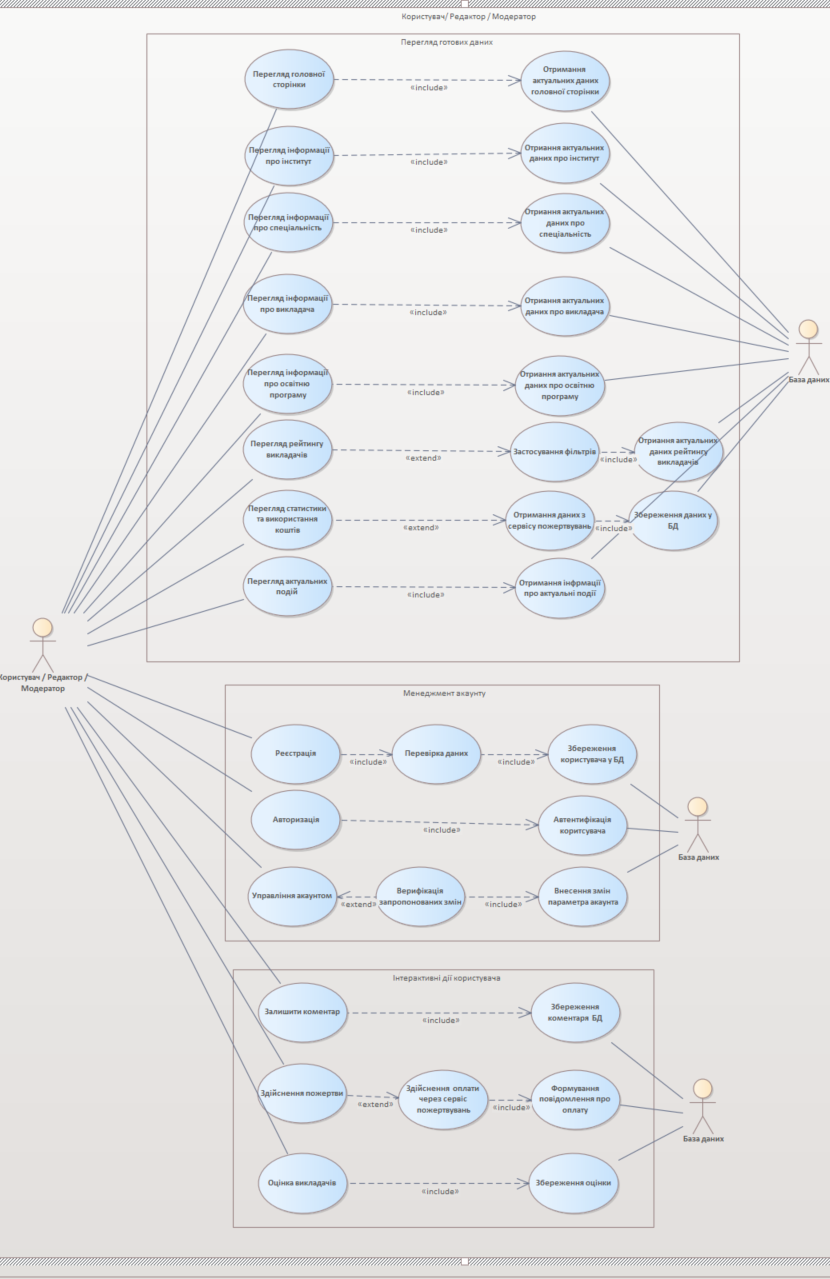 Користувач/ Редактор / Модератор
Перегляд готових даних
Перегляд головної
сторінки
«include»
Отримання
актуальних даних
головної сторінки
Перегляд інформації
про інститут
«include»
Отрияння актуальних
даних про інститут
Перегляд інформації
про спеціальність
«include»
Отрияння актуальних
даних про
спеціальність
Перегляд інформації
про викладача
«include»
Отрияння актуальних
даних про викладача
База даних
Перегляд інформації
про освітню
програму
«include»
Отрияння актуальних
даних про освітню
програму
Перегляд рейтингу
викладачів
«extend»
Застосування фільтрів
«include»
Отрияння актуальних
даних рейтингу
викладачів
Перегляд статистики
та використання
коштів
«extend»
Отримання даних з
сервісу пожертвувань
«include»
Збереження даних у
БД
Перегляд актуальних
подій
«include»
Отримання інфрмації
про актуальні події
Користувач / Редактор /
Модератор
Менеджмент акаунту
Реєстрація
«include»
Перевірка даних
«include»
Збереження
користувача у БД
Авторизація
«include»
Автентифікація
коритсувача
База даних
Управління акаунтом
«extend»
Верифікація
запропонованих змін
«include»
Внесення змін
параметра акаунта
Інтерактивні дії користувача
Залишити коментар
«include»
Збереження
коментаря БД
Здійснення пожертви
«extend»
Здійснення оплати
через сервіс
пожертвувань
«include»
Формування
повідомлення про
оплату
База даних
Оцінка викладачів
«include»
Збереження оцінки